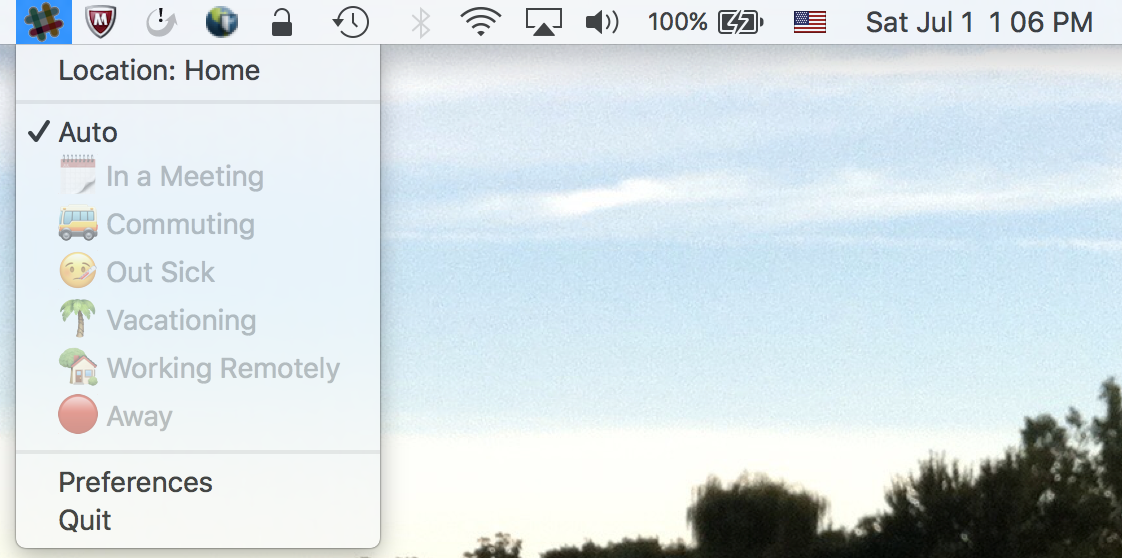 100%
Sat Jul 1 1 06 PM
Location: Home
Auto
In a Meeting
Commuting
Out Sick
Vacationing
Working Remotely
Away
Preferences
Quit